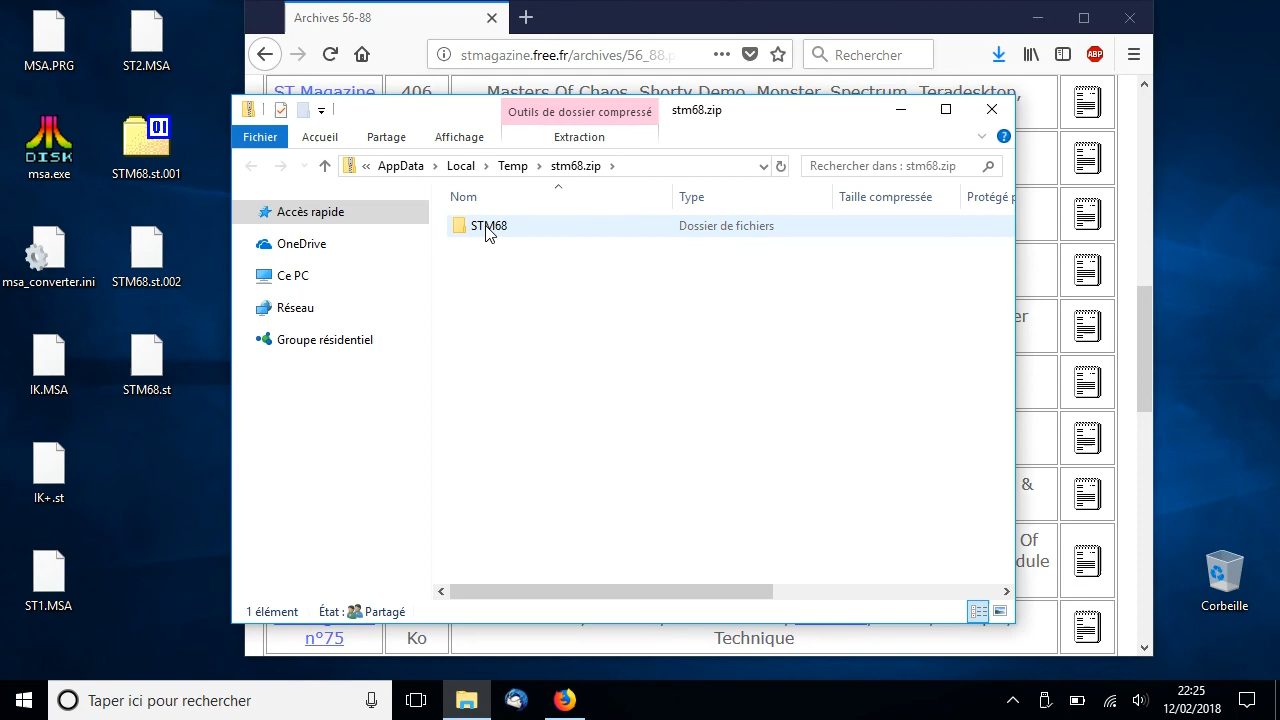 MSA.PRG
ST2.MSA
DISK
msa.exe
01
STM68.st.001
msa_converter.ini
STM68.st.002
IK.MSA
STM68.st
IK+.st
ST1.MSA
Archives 56-88
stmagazine.free.fr/archives/56_88.p
Rechercher
ABP
ST Magazine
406
Masters Of Chaos, Shorty Demo, Monster, Spectrum, Teradesktop,
Outils de dossier compressé
stm68.zip
Fichier
Accueil
Partage
Affichage
Extraction
« AppData > Local > Temp > stm68.zip >
Rechercher dans : stm68.zip
Nom
Type
Taille compressée
Protégé p
Accès rapide
STM68
Dossier de fichiers
OneDrive
Ce PC
Réseau
Groupe résidentiel
er
&
Of
dule
1 élément
État :
Partagé
n°75
Ko
Technique
Corbeille
Taper ici pour rechercher
22:25
12/02/2018